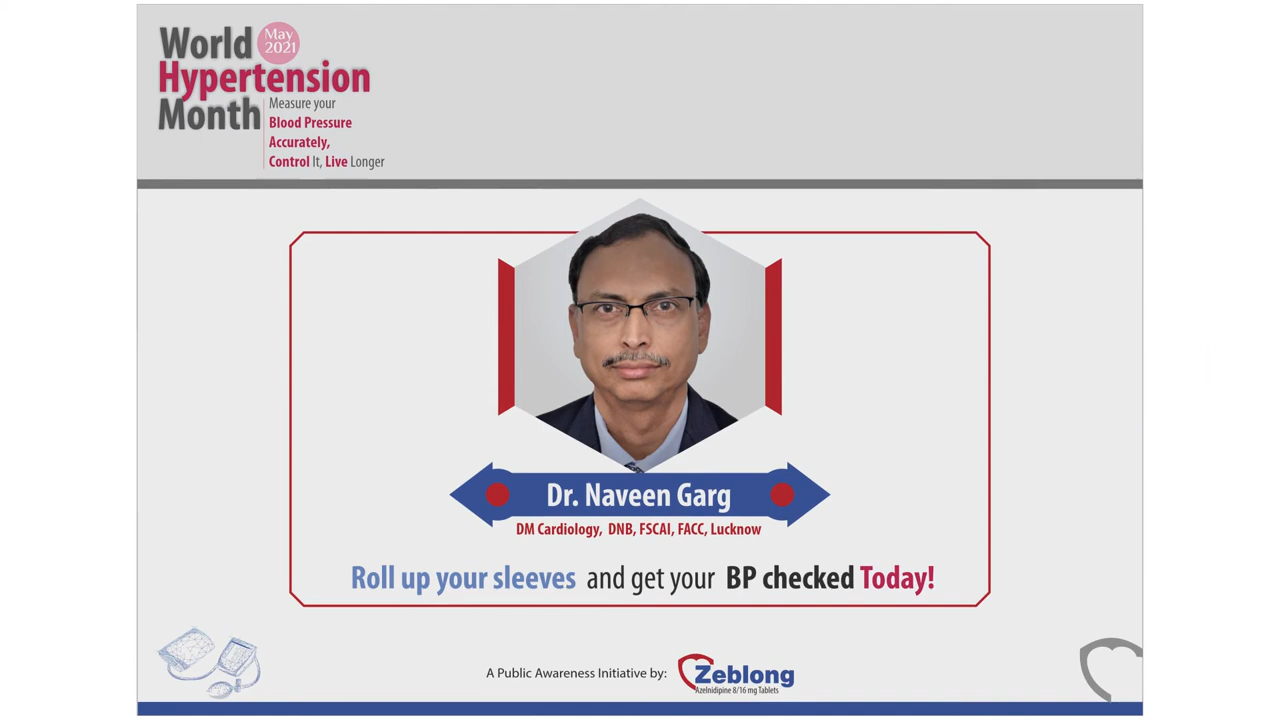 World May 2021
Hypertension
Month
Measure your
Blood Pressure
Accurately,
Control It, Live Longer
Dr. Naveen Garg
DM Cardiology, DNB, FSCAI, FACC, Lucknow
Roll up your sleeves and get your BP checked Today!
A Public Awareness Initiative by: Zeblong
Azelnidipine 8/16 mg Tablets